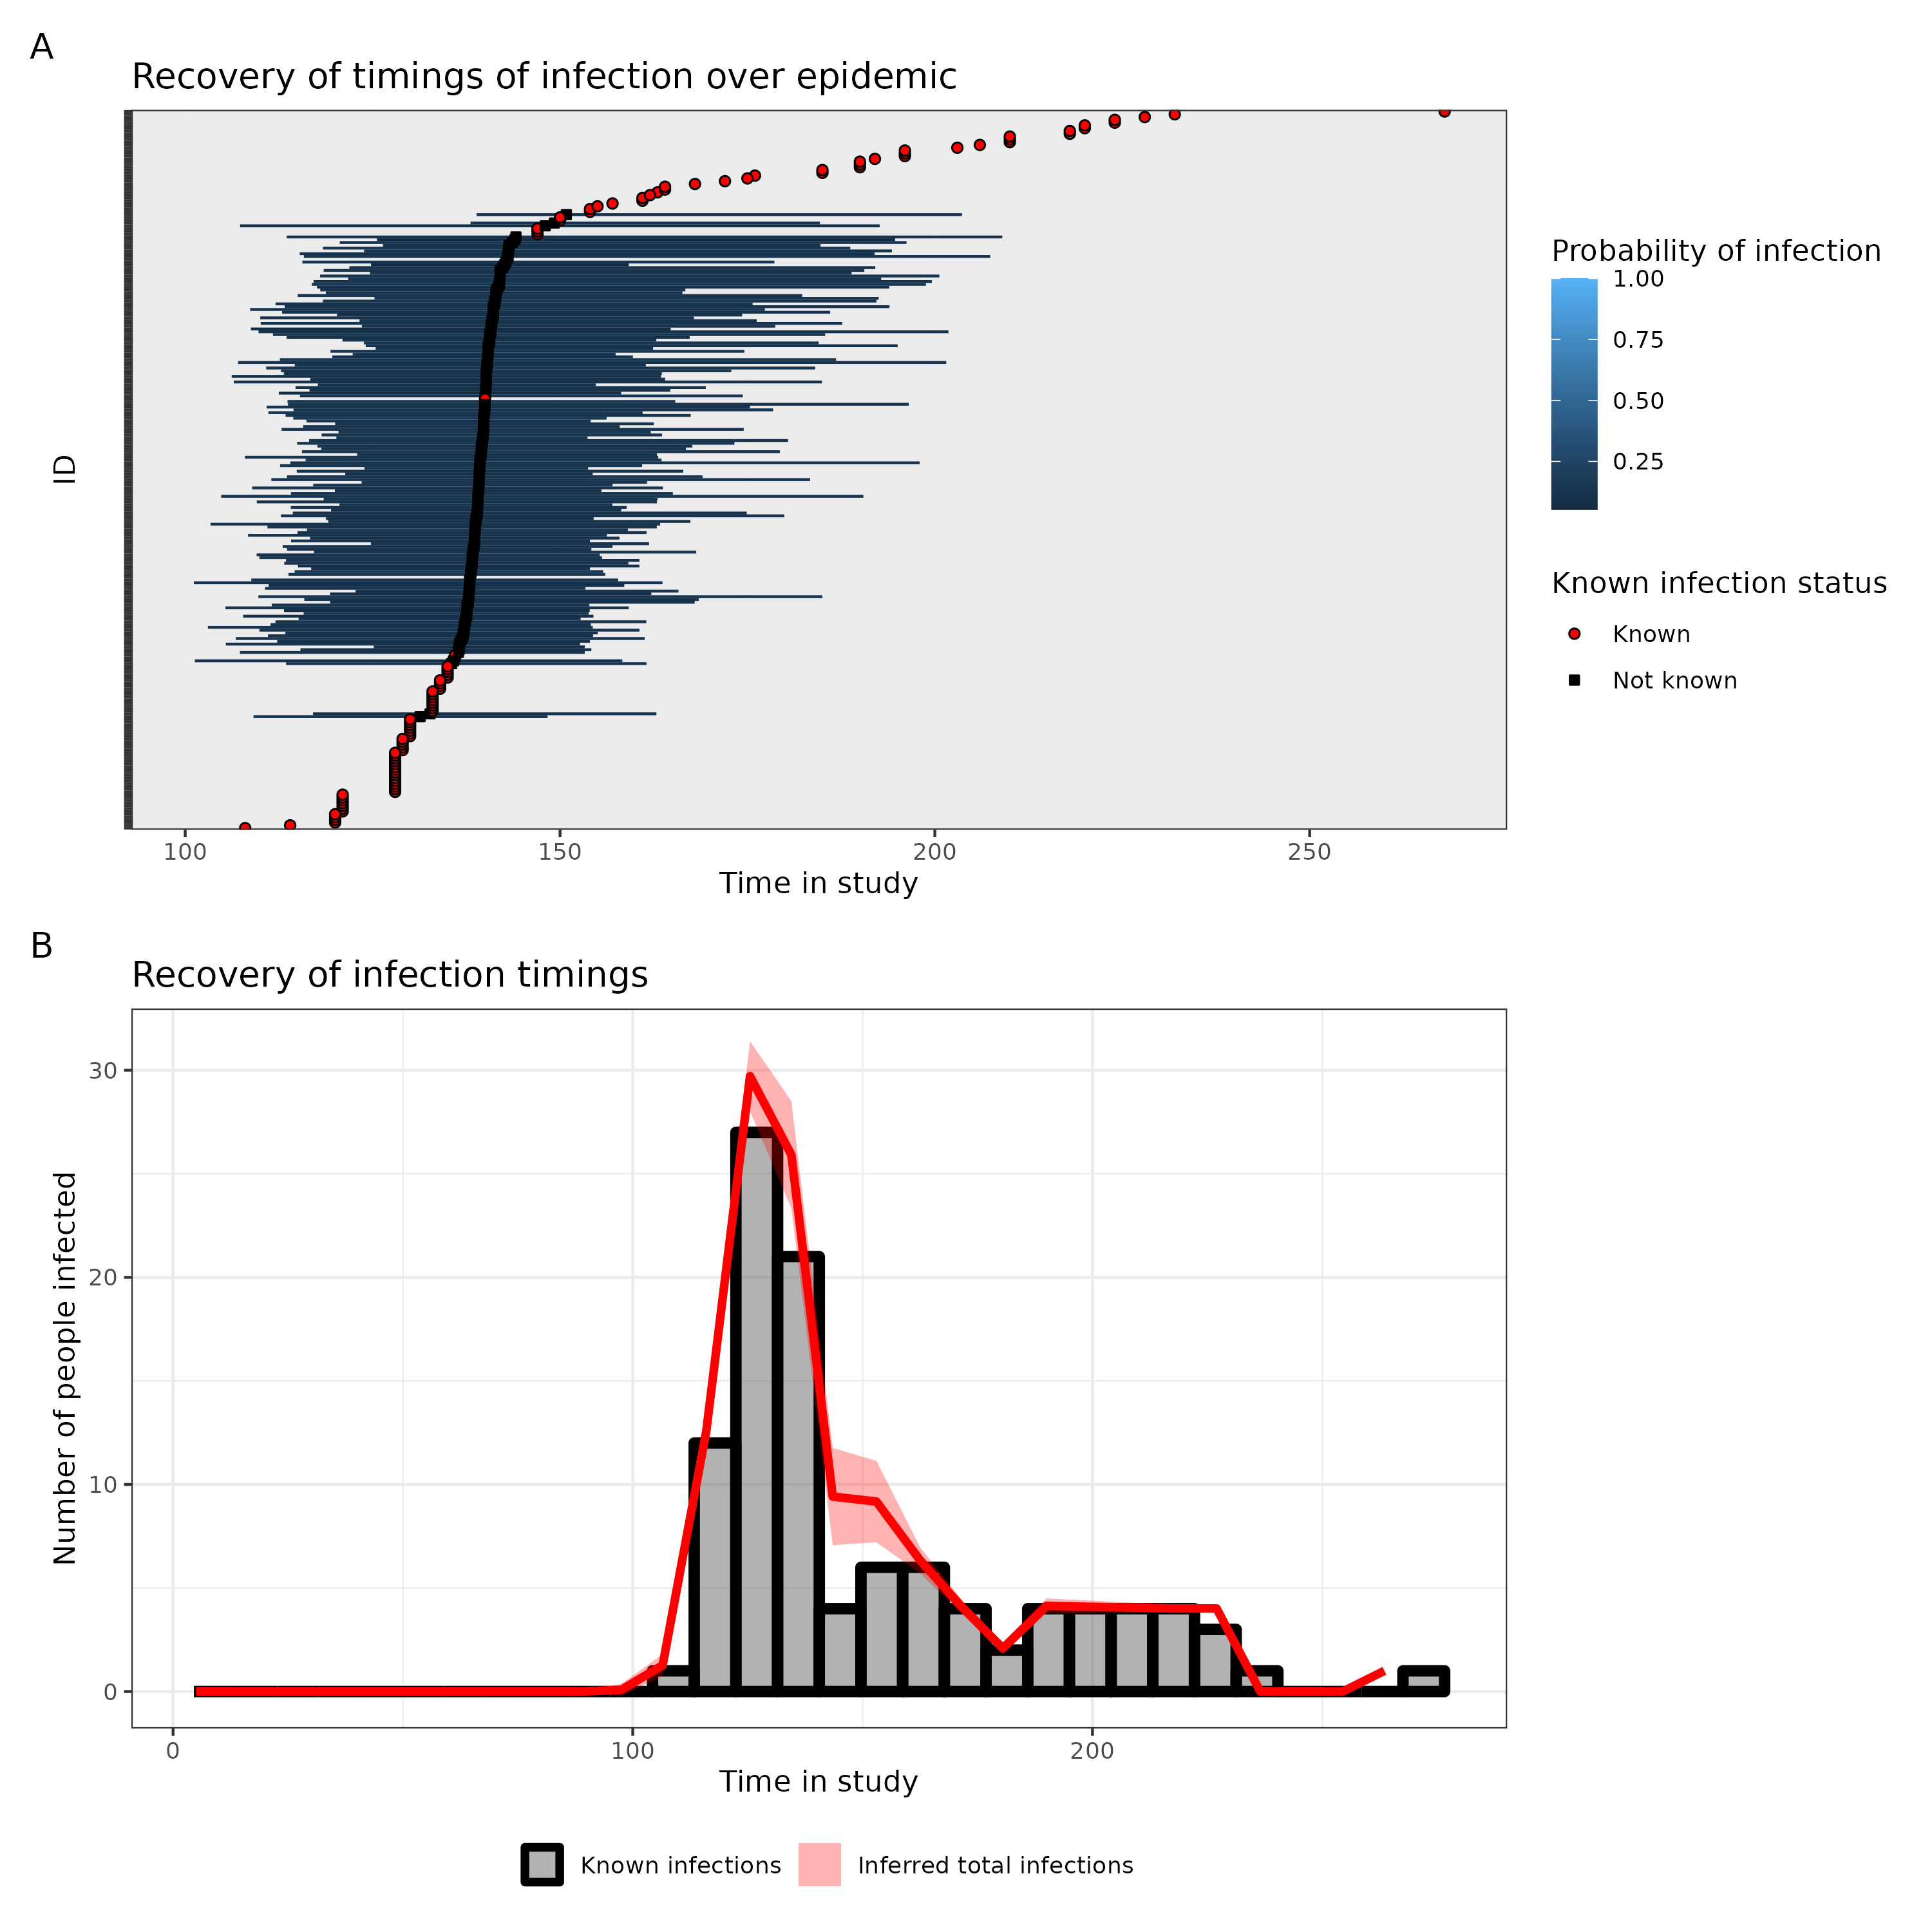 A
Recovery of timings of infection over epidemic
ID
100 150 200 250
Time in study
Probability of infection
1.00
0.75
0.50
0.25
Known infection status
Known
Not known
B
Recovery of infection timings
Number of people infected
30
20
10
0
0 100 200
Time in study
Known infections Inferred total infections